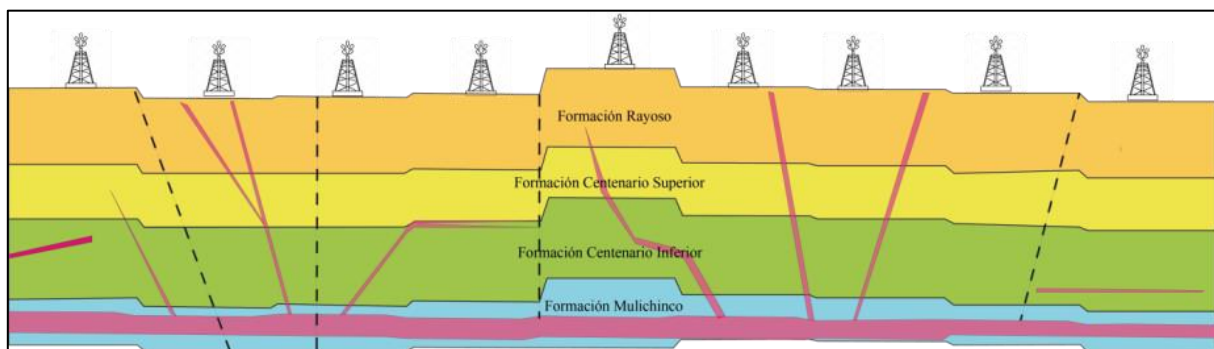 Formación Rayoso
Formación Centenario Superior
Formación Centenario Inferior
Formación Mulichinco